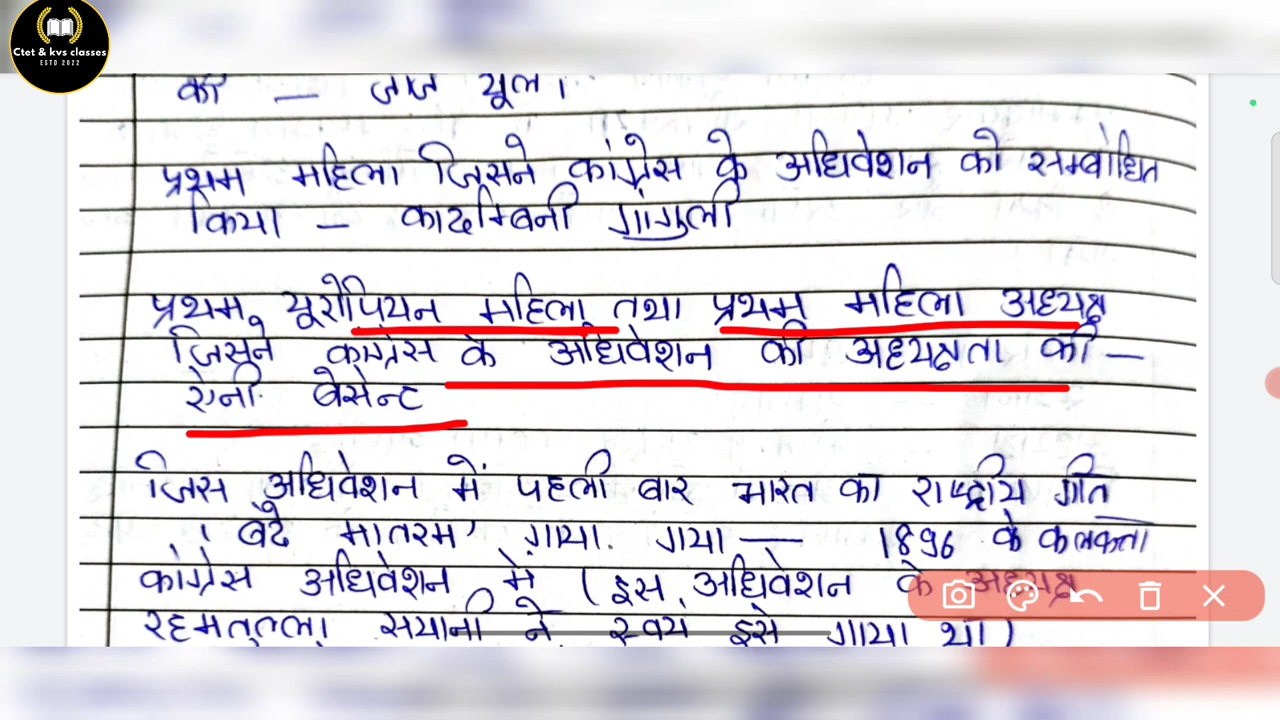 Ctet & kvs classes
ESTD 2022
की — जार्ज यूल।
प्रथम महिला जिसने कांग्रेस के अधिवेशन को सम्बोधित
किया — कादम्बिनी गांगुली
प्रथम यूरोपियन महिला तथा प्रथम महिला अध्यक्ष
जिसने कांग्रेस के अधिवेशन की अध्यक्षता की —
ऐनी बेसेन्ट
जिस अधिवेशन में पहली बार भारत का राष्ट्रीय गीत
'बंदे मातरम' गाया गया — 1896 के कलकत्ता
कांग्रेस अधिवेशन में (इस अधिवेशन के अध्यक्ष
रहमतुल्ला सयानी ने स्वयं इसे गाया था)